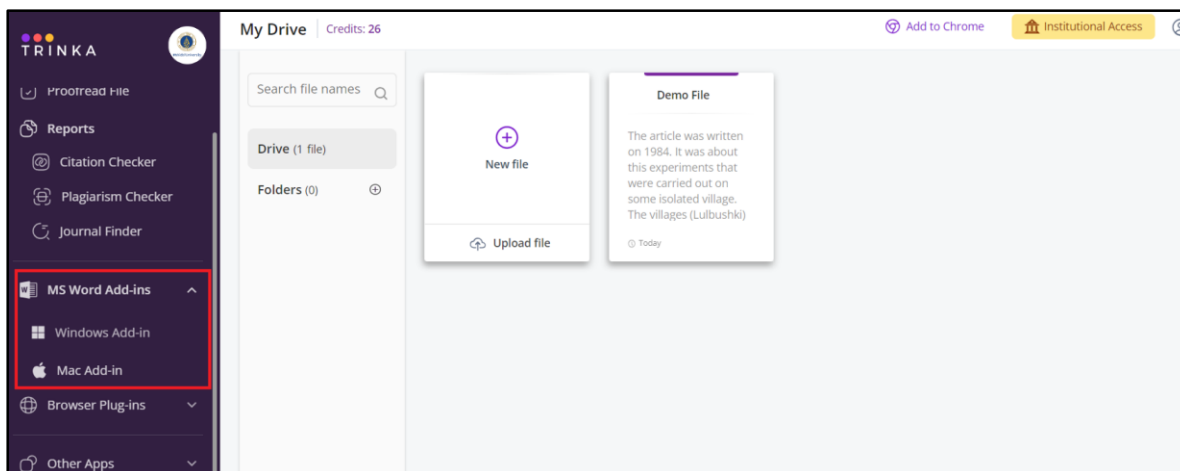 TRINKA
Proofread File
Reports
Citation Checker
Plagiarism Checker
Journal Finder
MS Word Add-ins
Windows Add-in
Mac Add-in
Browser Plug-ins
Other Apps
My Drive
Credits: 26
Add to Chrome
Institutional Access
Search file names
Drive (1 file)
Folders (0)
New file
Upload file
Demo File
The article was written
on 1984. It was about
this experiments that
were carried out on
some isolated village.
The villages (Lulbushki)
Today